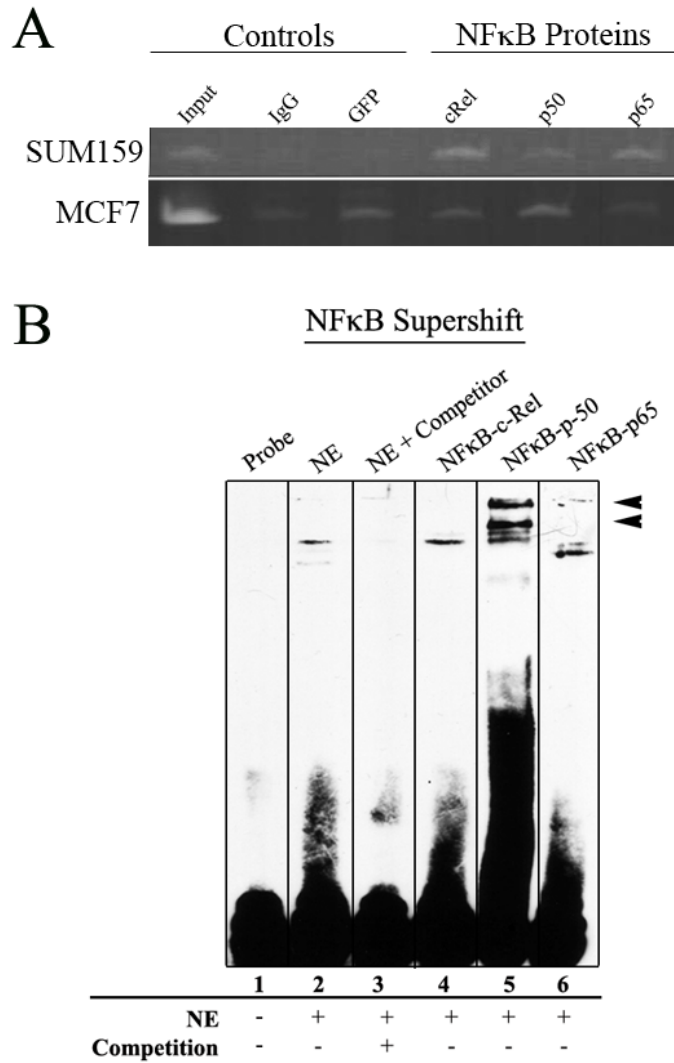 A
Controls NFκB Proteins
Input IgG GFP cRel p50 p65
SUM159
MCF7
B
NFκB Supershift
Probe NE NE + Competitor NFκB-c-Rel NFκB-p-50 NFκB-p65
1 2 3 4 5 6
NE - + + + + +
Competition - - + - - -